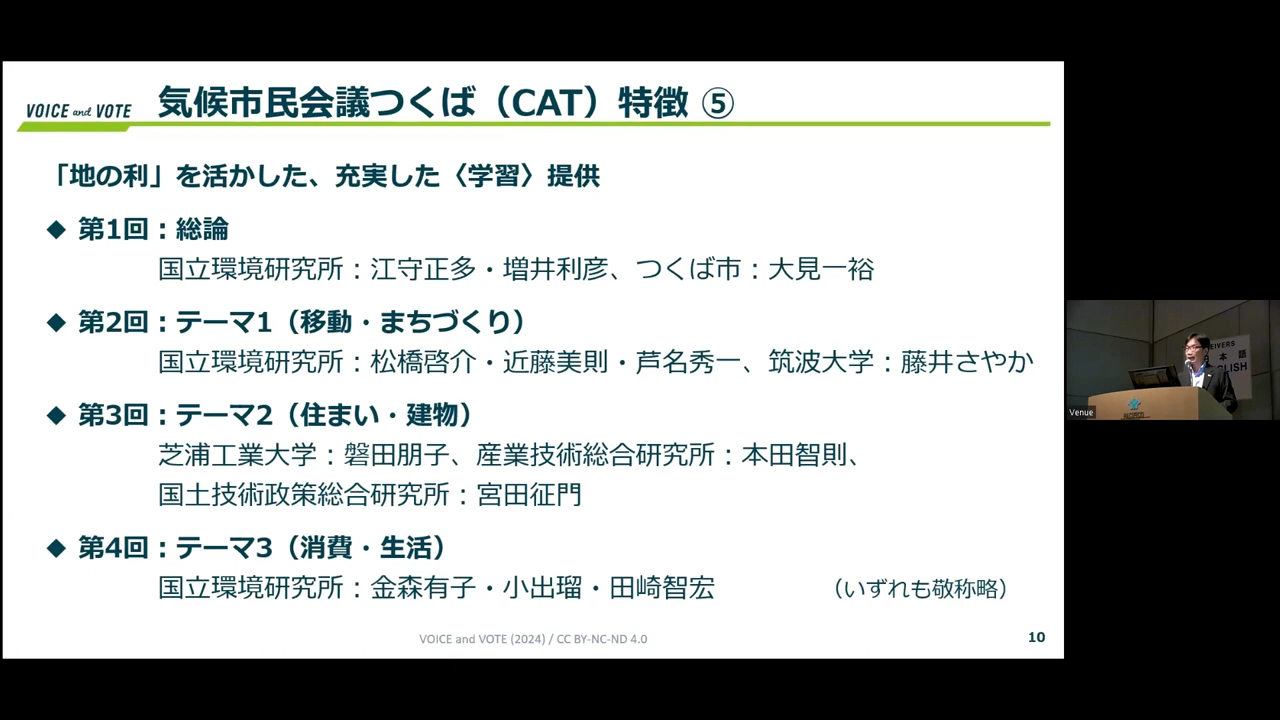 VOICE and VOTE
気候市民会議つくば（CAT）特徴 ⑤
「地の利」を活かした、充実した〈学習〉提供
◆ 第1回：総論
国立環境研究所：江守正多・増井利彦、つくば市：大見一裕
◆ 第2回：テーマ1（移動・まちづくり）
国立環境研究所：松橋啓介・近藤美則・芦名秀一、筑波大学：藤井さやか
◆ 第3回：テーマ2（住まい・建物）
芝浦工業大学：磐田朋子、産業技術総合研究所：本田智則、
国土技術政策総合研究所：宮田征門
◆ 第4回：テーマ3（消費・生活）
国立環境研究所：金森有子・小出瑠・田崎智宏
（いずれも敬称略）
VOICE and VOTE (2024) / CC BY-NC-ND 4.0
10
Venue